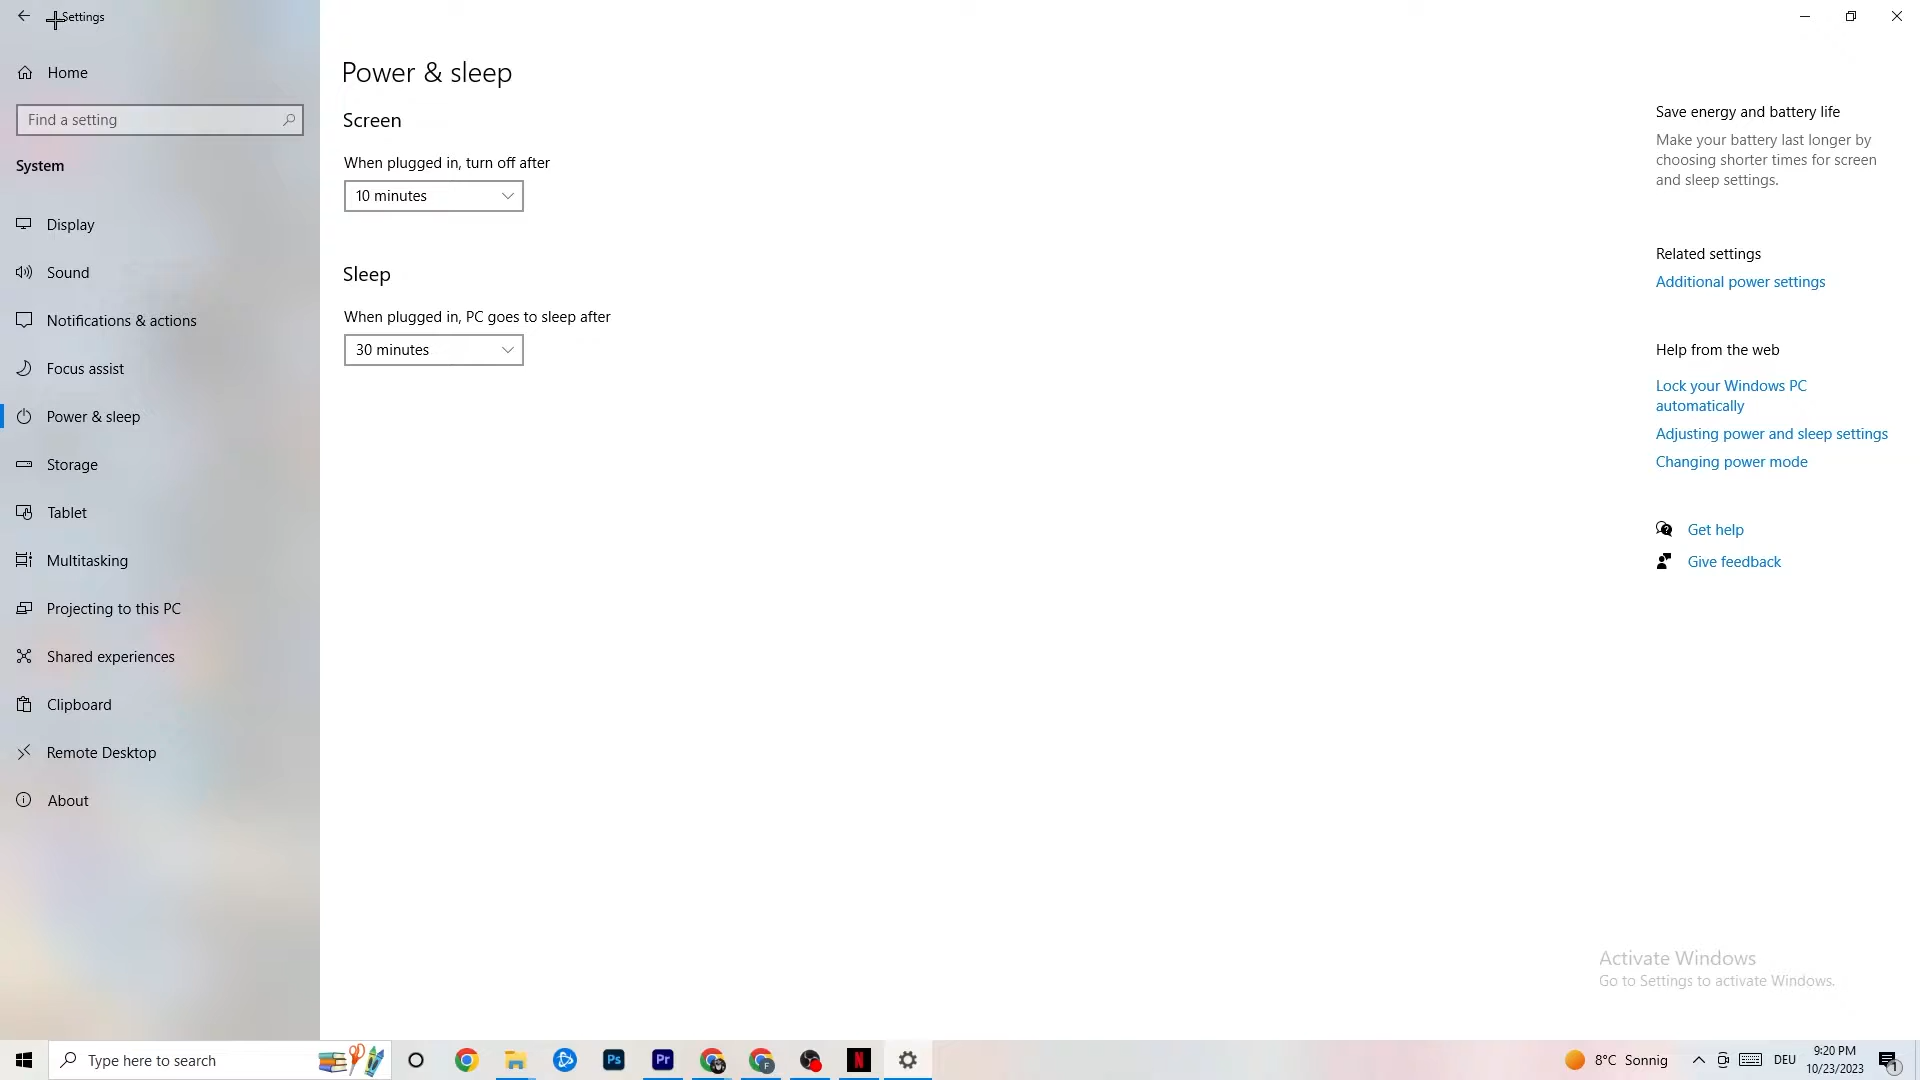 Settings
Home
Find a setting
System
Display
Sound
Notifications & actions
Focus assist
Power & sleep
Storage
Tablet
Multitasking
Projecting to this PC
Shared experiences
Clipboard
Remote Desktop
About
Power & sleep
Screen
When plugged in, turn off after
10 minutes
Sleep
When plugged in, PC goes to sleep after
30 minutes
Save energy and battery life
Make your battery last longer by
choosing shorter times for screen
and sleep settings.
Related settings
Additional power settings
Help from the web
Lock your Windows PC
automatically
Adjusting power and sleep settings
Changing power mode
Get help
Give feedback
Activate Windows
Go to Settings to activate Windows.
Type here to search
Ps
Pr
F
N
8°C Sonnig
DEU
9:20 PM
10/23/2023
1